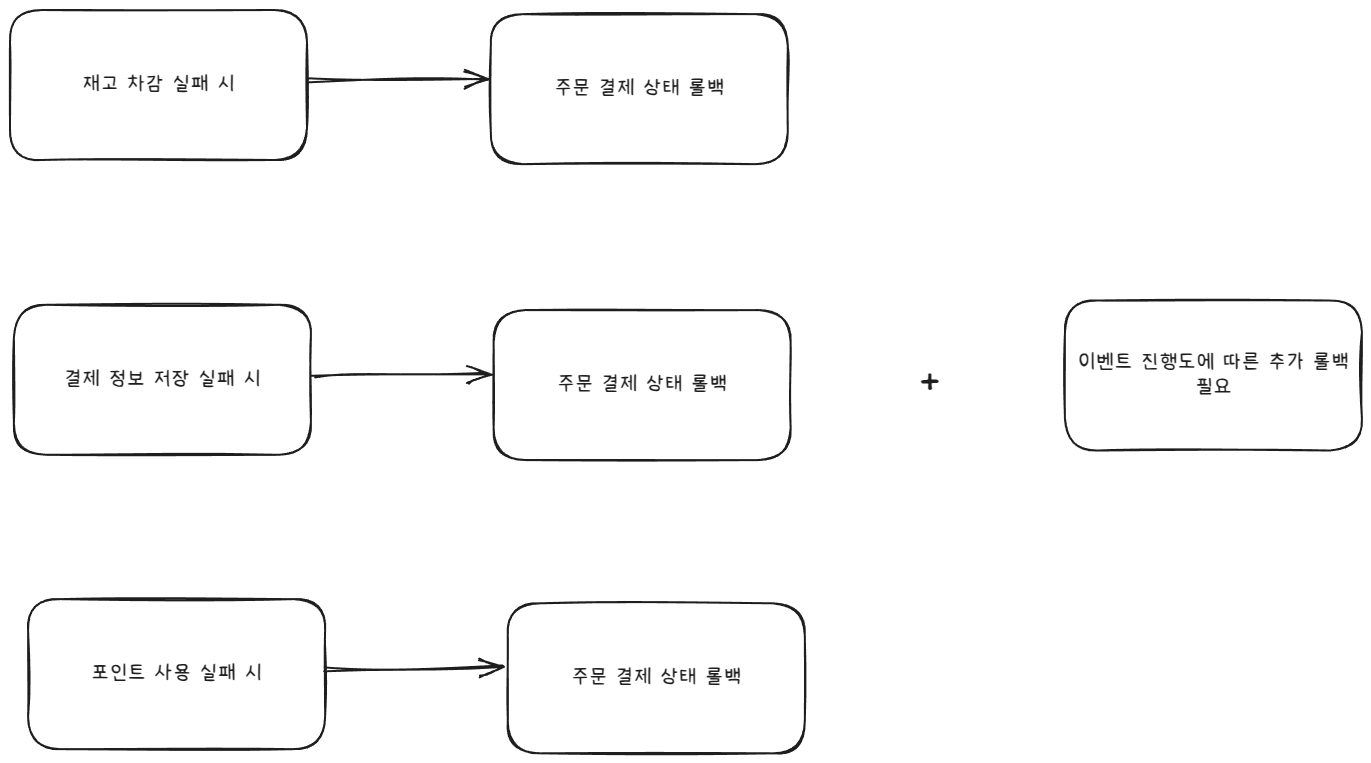 재고 차감 실패 시
주문 결제 상태 롤백
결제 정보 저장 실패 시
주문 결제 상태 롤백
+
이벤트 진행도에 따른 추가 롤백
필요
포인트 사용 실패 시
주문 결제 상태 롤백